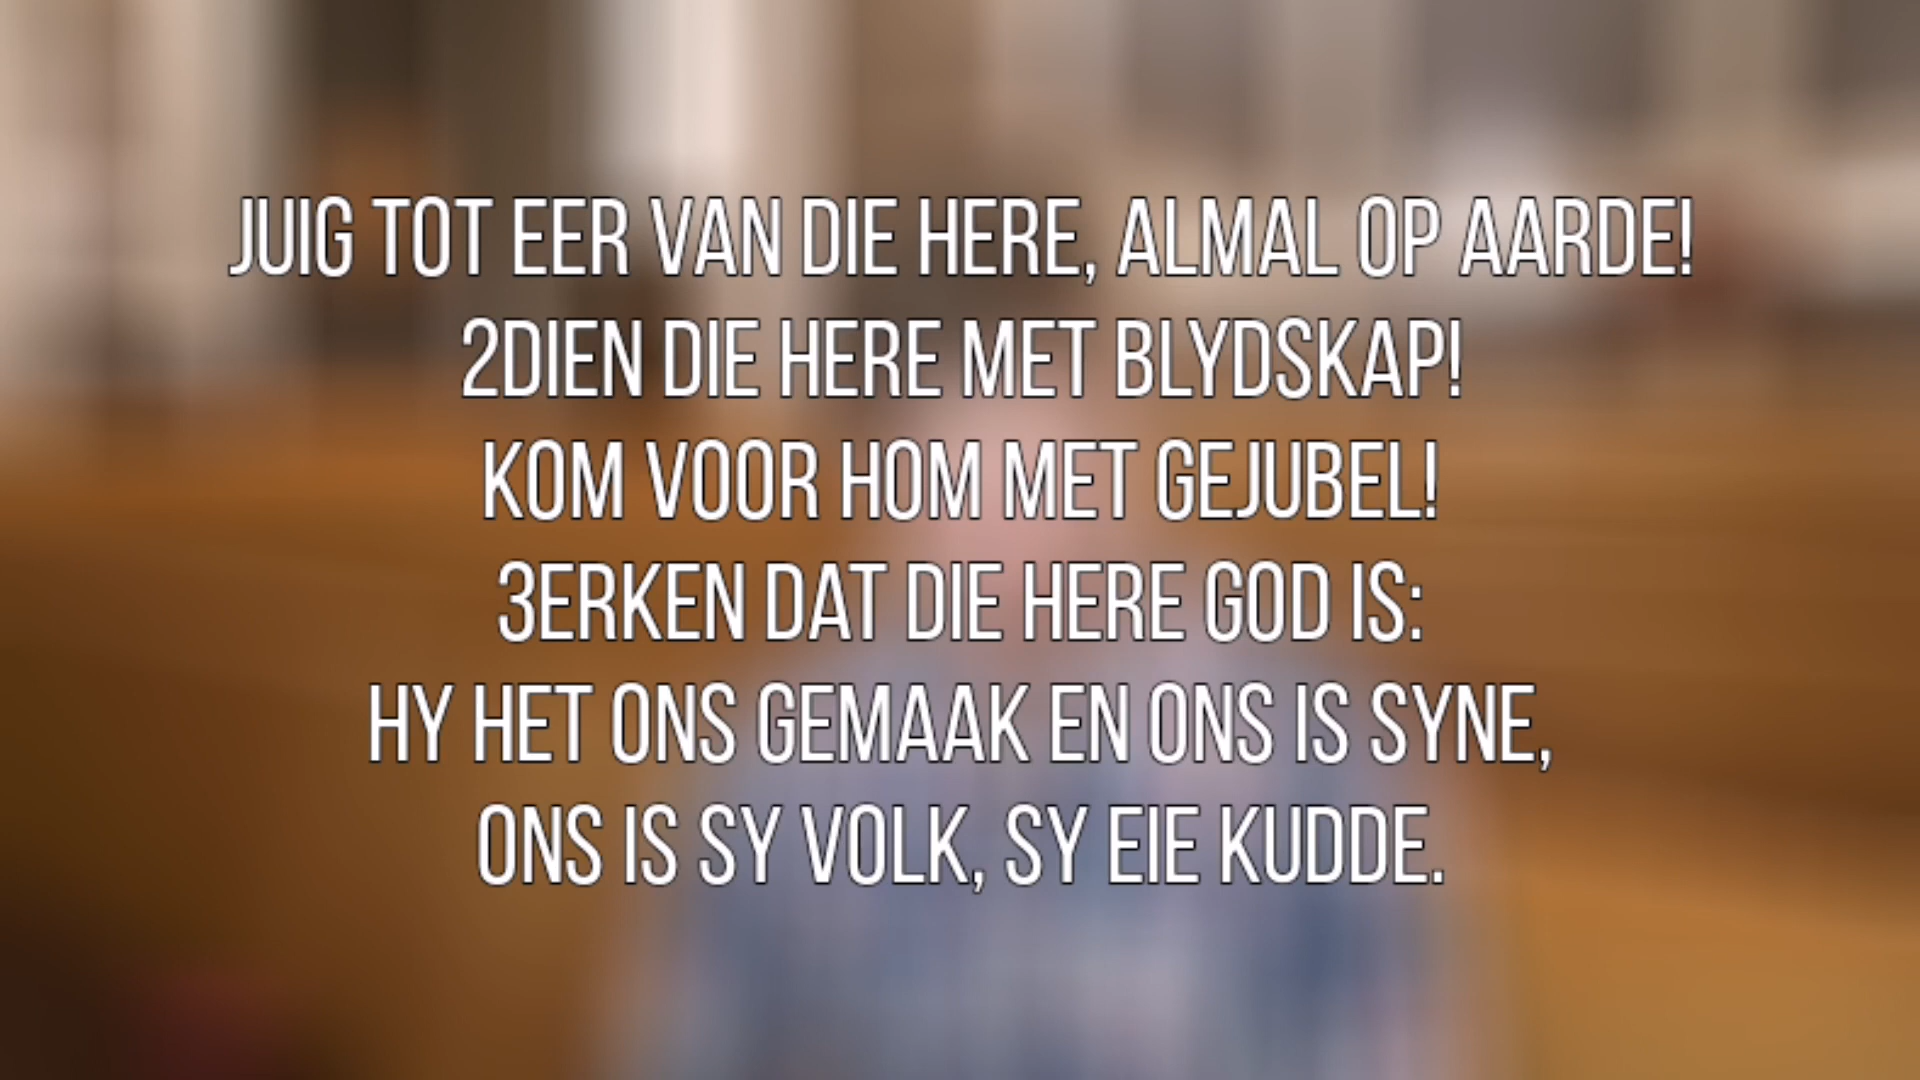 JUIG TOT EER VAN DIE HERE, ALMAL OP AARDE!
2DIEN DIE HERE MET BLYDSKAP!
KOM VOOR HOM MET GEJUBEL!
3ERKEN DAT DIE HERE GOD IS:
HY HET ONS GEMAAK EN ONS IS SYNE,
ONS IS SY VOLK, SY EIE KUDDE.